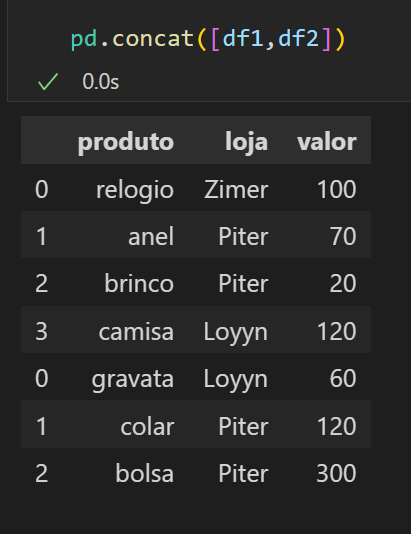 pd.concat([df1,df2])
0.0s
produto loja valor
0 relogio Zimer 100
1 anel Piter 70
2 brinco Piter 20
3 camisa Loyyn 120
0 gravata Loyyn 60
1 colar Piter 120
2 bolsa Piter 300